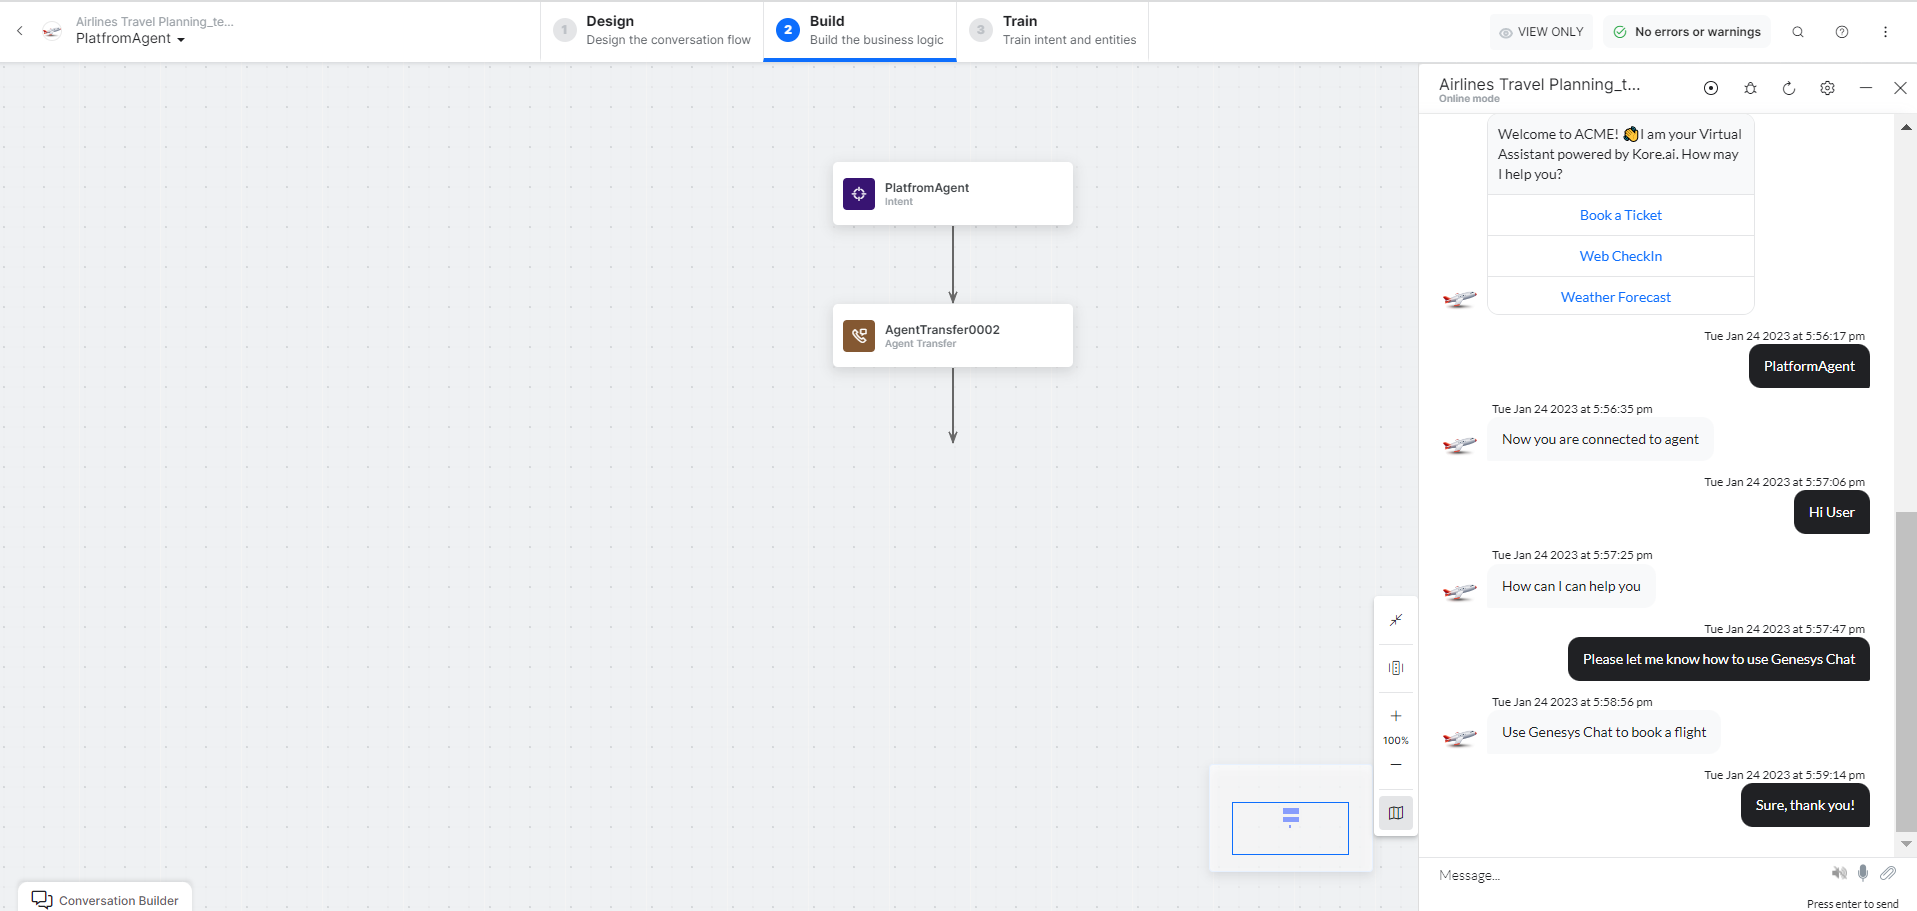 Airlines Travel Planning_te...
PlatfromAgent
1
Design
Design the conversation flow
2
Build
Build the business logic
3
Train
Train intent and entities
VIEW ONLY
No errors or warnings
PlatfromAgent
Intent
AgentTransfer0002
Agent Transfer
100%
Conversation Builder
Airlines Travel Planning_t...
Online mode
Welcome to ACME! 👏I am your Virtual
Assistant powered by Kore.ai. How may
I help you?
Book a Ticket
Web CheckIn
Weather Forecast
Tue Jan 24 2023 at 5:56:17 pm
PlatformAgent
Tue Jan 24 2023 at 5:56:35 pm
Now you are connected to agent
Tue Jan 24 2023 at 5:57:06 pm
Hi User
Tue Jan 24 2023 at 5:57:25 pm
How can I can help you
Tue Jan 24 2023 at 5:57:47 pm
Please let me know how to use Genesys Chat
Tue Jan 24 2023 at 5:58:56 pm
Use Genesys Chat to book a flight
Tue Jan 24 2023 at 5:59:14 pm
Sure, thank you!
Message...
Press enter to send